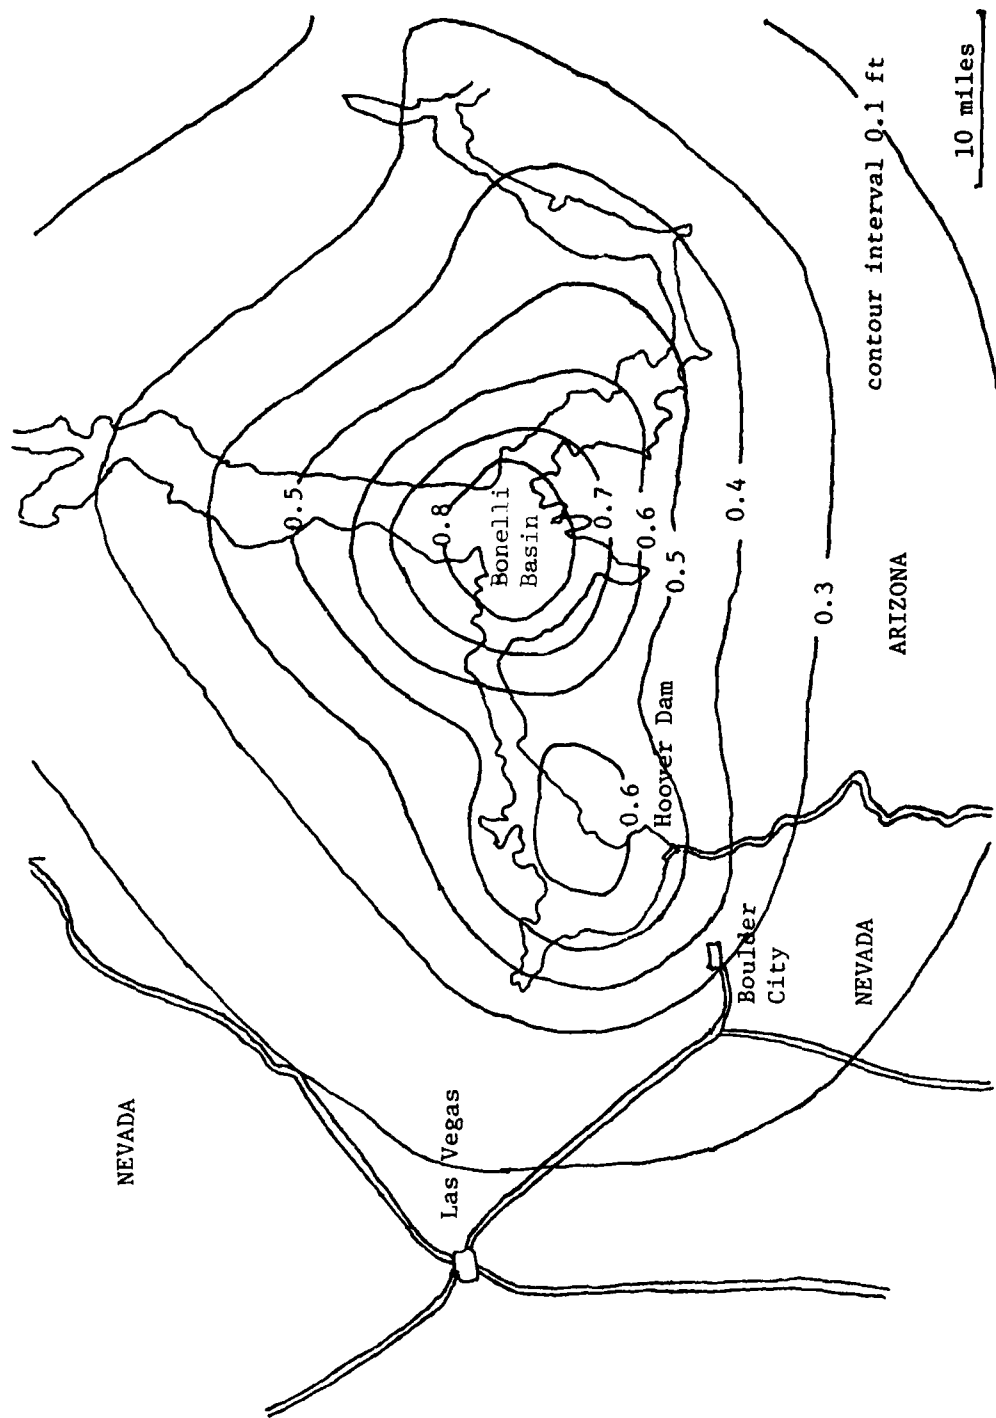 NEVADA
Las Vegas
0.5
0.8
Bonelli
Basin
0.7
0.6
0.6
0.5
0.4
0.3
Hoover Dam
Boulder
City
NEVADA
ARIZONA
contour interval 0.1 ft
10 miles